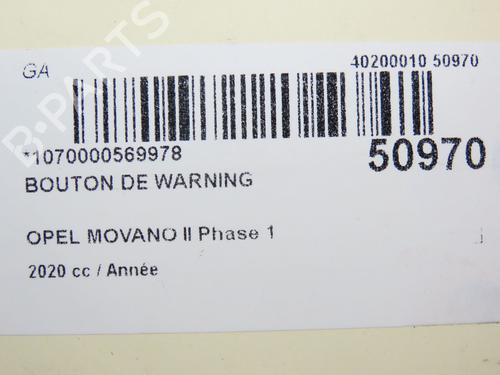 B-PARTS
GA
40200010 50970
*1070000569978
50970
BOUTON DE WARNING
OPEL MOVANO II Phase 1
2020 cc / Année